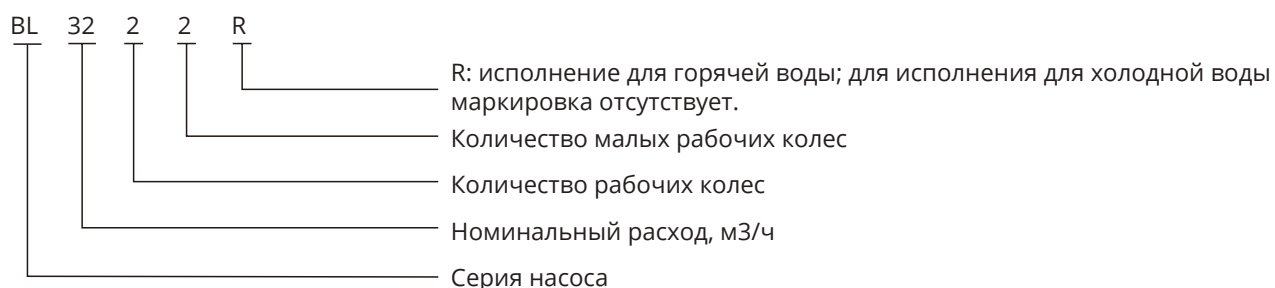 BL 32 2 2 R
R: исполнение для горячей воды; для исполнения для холодной воды
маркировка отсутствует.
Количество малых рабочих колес
Количество рабочих колес
Номинальный расход, м3/ч
Серия насоса